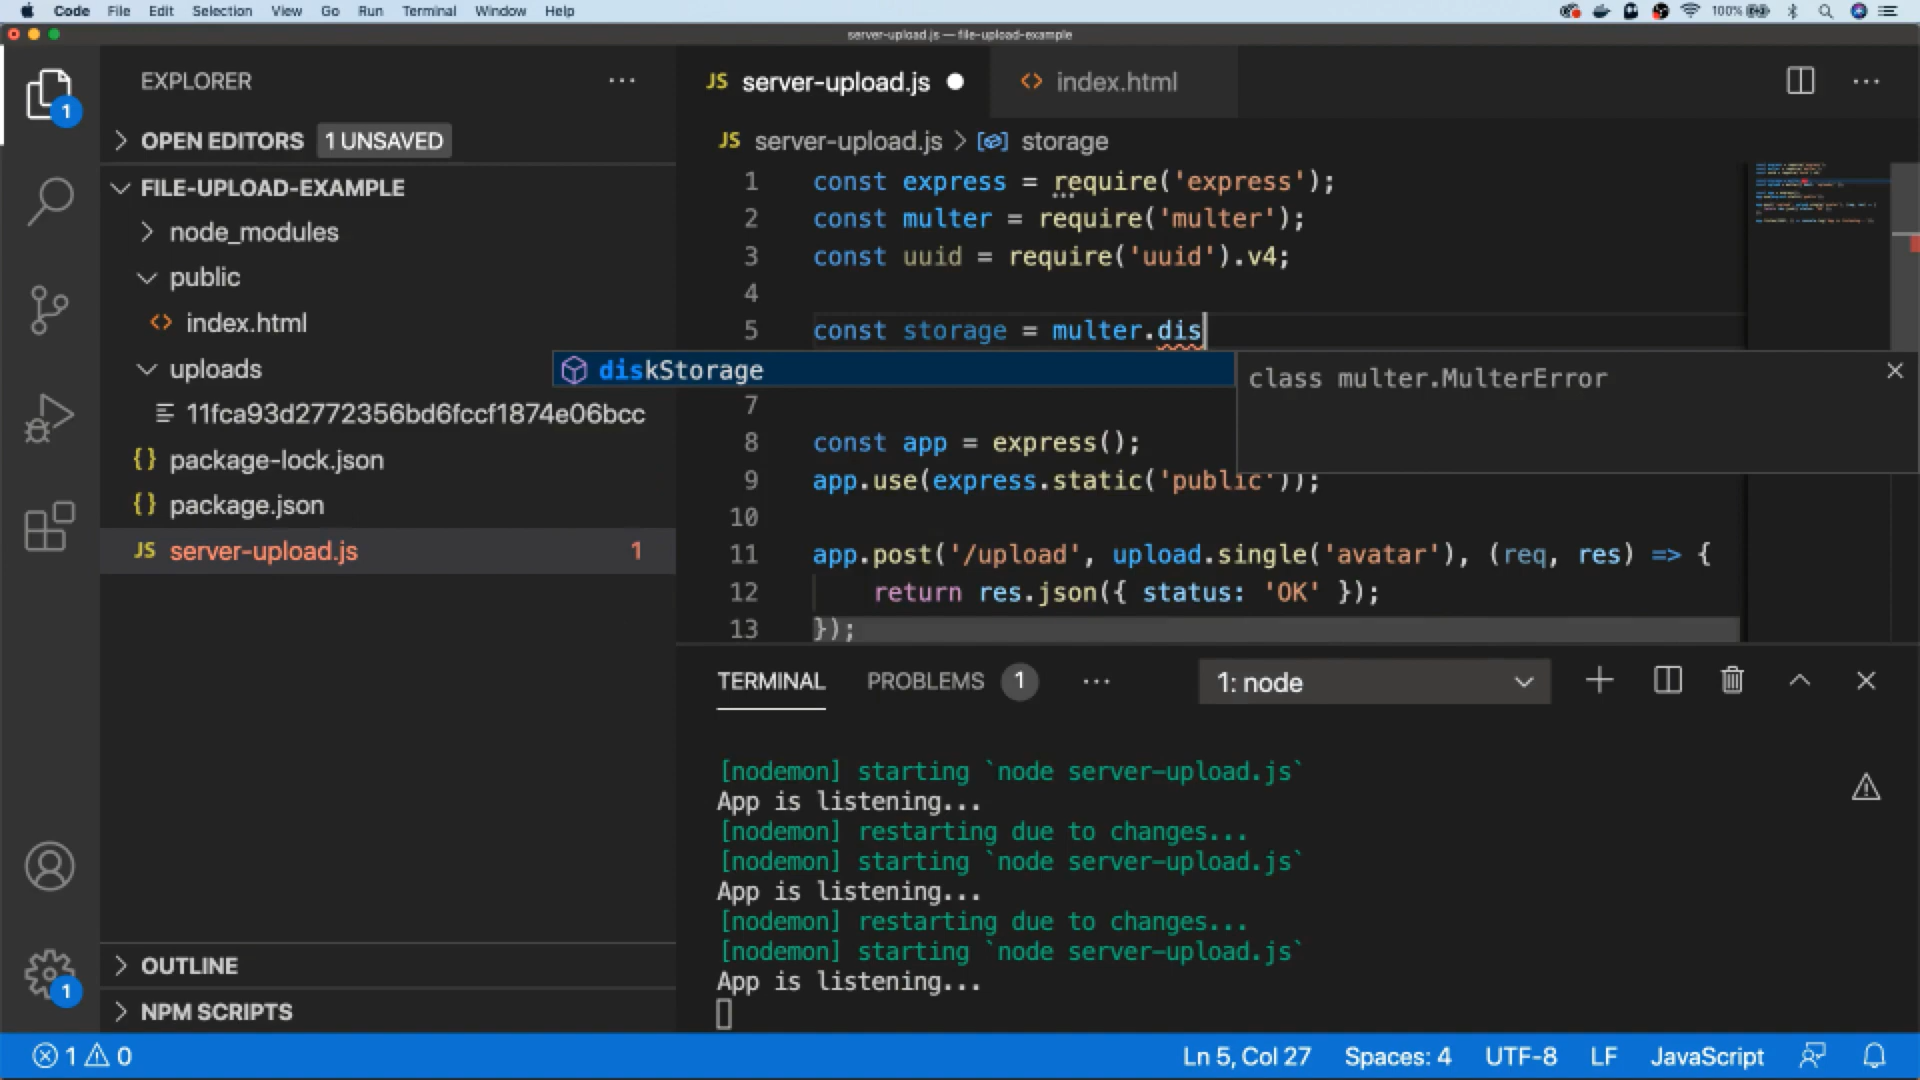 Code File Edit Selection View Go Run Terminal Window Help 100%
server-upload.js — file-upload-example
1
EXPLORER ···
OPEN EDITORS 1 UNSAVED
FILE-UPLOAD-EXAMPLE
node_modules
public
<> index.html
uploads
11fca93d2772356bd6fccf1874e06bcc
{} package-lock.json
{} package.json
JS server-upload.js 1
OUTLINE
NPM SCRIPTS
1
JS server-upload.js ● <> index.html ···
JS server-upload.js > storage
1 const express = require('express');
2 const multer = require('multer');
3 const uuid = require('uuid').v4;
4
5 const storage = multer.dis
diskStorage
class multer.MulterError
7
8 const app = express();
9 app.use(express.static('public'));
10
11 app.post('/upload', upload.single('avatar'), (req, res) => {
12 return res.json({ status: 'OK' });
13 });
TERMINAL PROBLEMS 1 ··· 1: node
[nodemon] starting `node server-upload.js`
App is listening...
[nodemon] restarting due to changes...
[nodemon] starting `node server-upload.js`
App is listening...
[nodemon] restarting due to changes...
[nodemon] starting `node server-upload.js`
App is listening...
1 0 Ln 5, Col 27 Spaces: 4 UTF-8 LF JavaScript